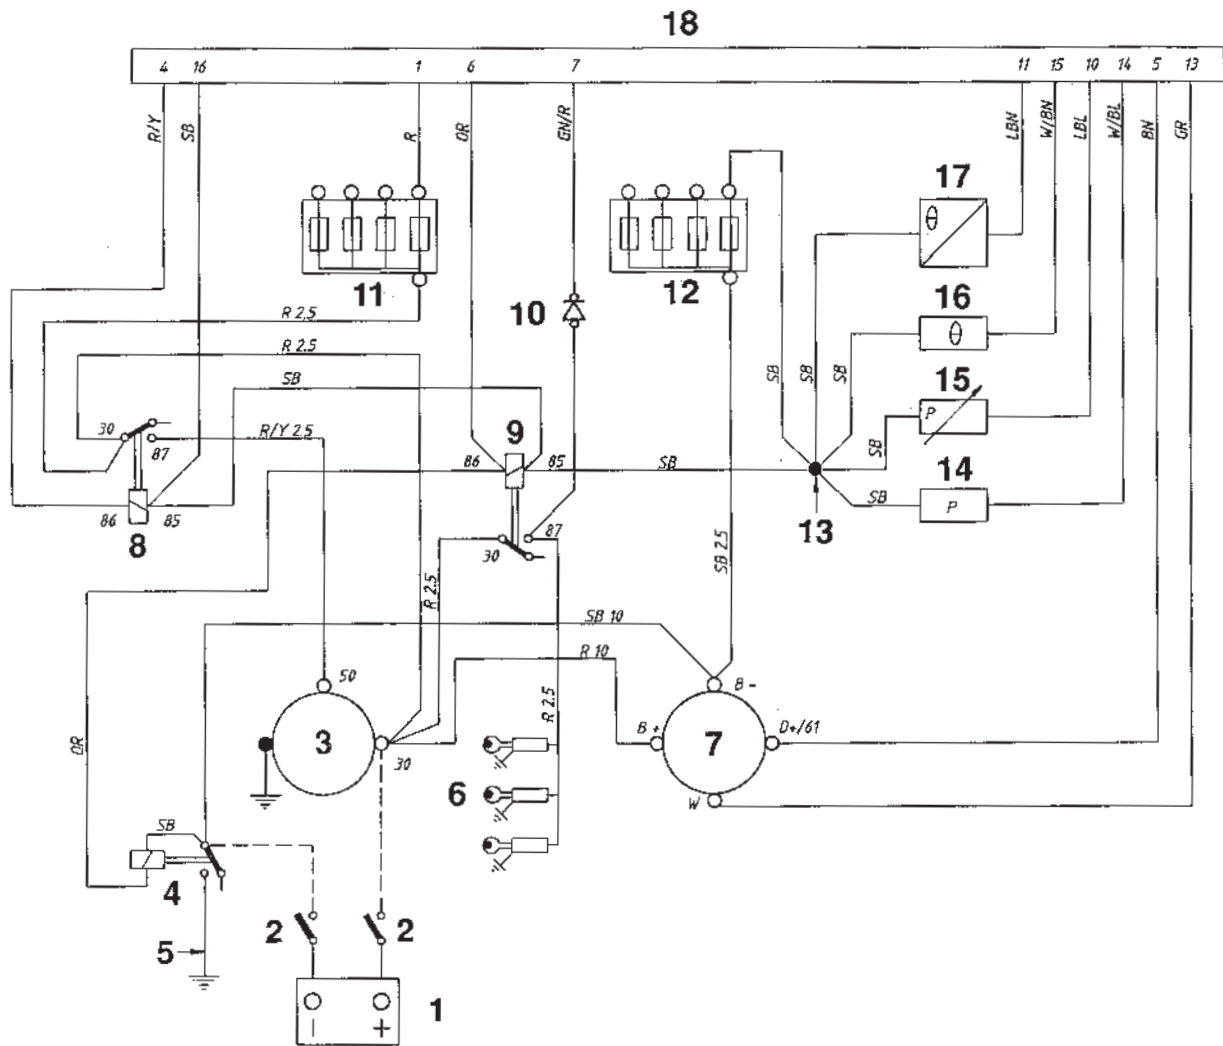 18
4 16 1 6 7 11 15 10 14 5 13
R/Y SB R OR GN/R LBN W/BN LBL W/BL BN GR
17
θ
11 12
10
16
θ
R 2,5
R 2.5
SB
SB SB SB
15
P
30
87
R/Y 2.5
9
86 85
SB
SB
SB
14
P
13
86 85
8
87
30
R 2.5
SB 2.5
SB 10
R 10
50
B -
R 2.5
OR
3
30
B +
7
D+/61
W
6
SB
4
2 2
5
1
- +